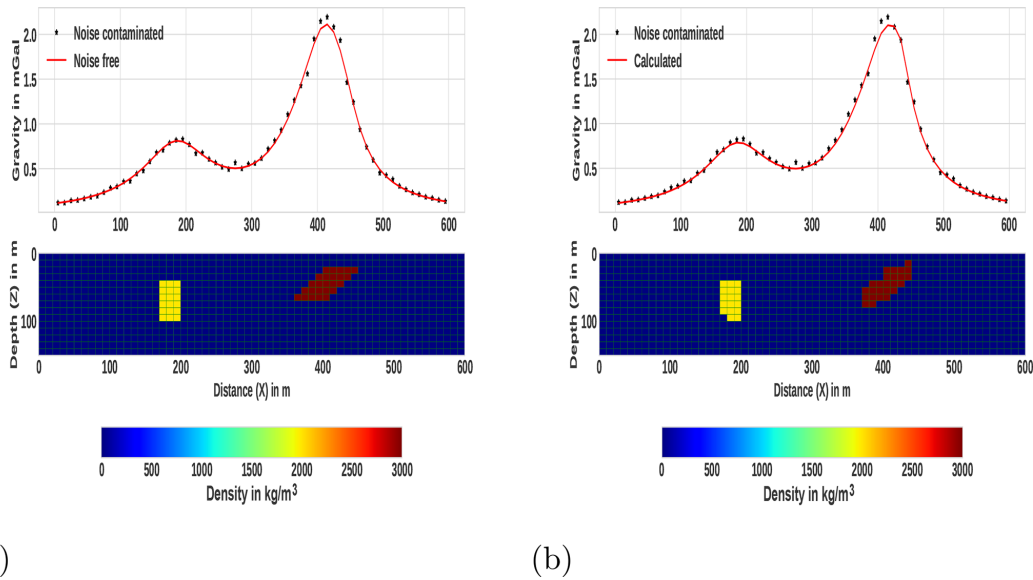 Gravity in mGal
2.0
1.5
1.0
0.5
Noise contaminated
Noise free
0 100 200 300 400 500 600
Depth (Z) in m
0
100
0 100 200 300 400 500 600
Distance (X) in m
0 500 1000 1500 2000 2500 3000
Density in kg/m³
)
Gravity in mGal
2.0
1.5
1.0
0.5
Noise contaminated
Calculated
0 100 200 300 400 500 600
Depth (Z) in m
0
100
0 100 200 300 400 500 600
Distance (X) in m
0 500 1000 1500 2000 2500 3000
Density in kg/m³
(b)